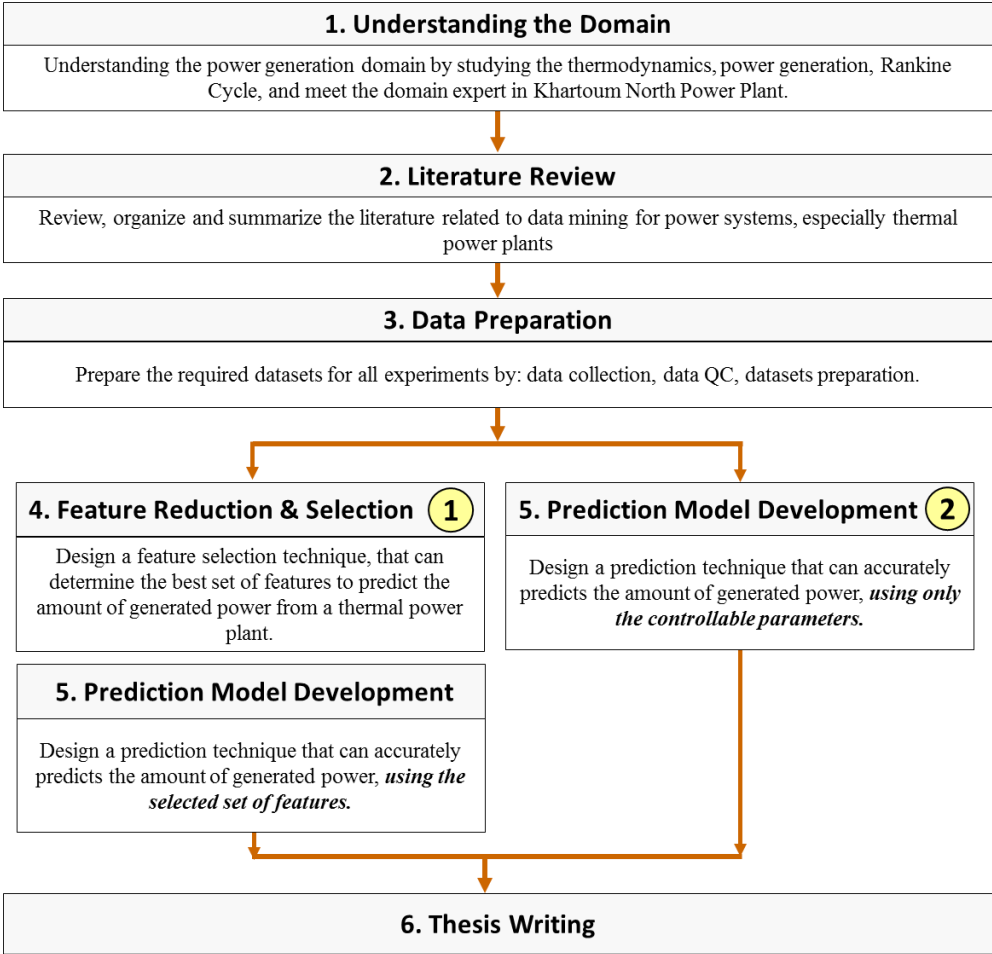 1. Understanding the Domain
Understanding the power generation domain by studying the thermodynamics, power generation, Rankine
Cycle, and meet the domain expert in Khartoum North Power Plant.
2. Literature Review
Review, organize and summarize the literature related to data mining for power systems, especially thermal
power plants
3. Data Preparation
Prepare the required datasets for all experiments by: data collection, data QC, datasets preparation.
4. Feature Reduction & Selection 1
Design a feature selection technique, that can
determine the best set of features to predict the
amount of generated power from a thermal power
plant.
5. Prediction Model Development
Design a prediction technique that can accurately
predicts the amount of generated power, using the
selected set of features.
5. Prediction Model Development 2
Design a prediction technique that can accurately
predicts the amount of generated power, using only
the controllable parameters.
6. Thesis Writing